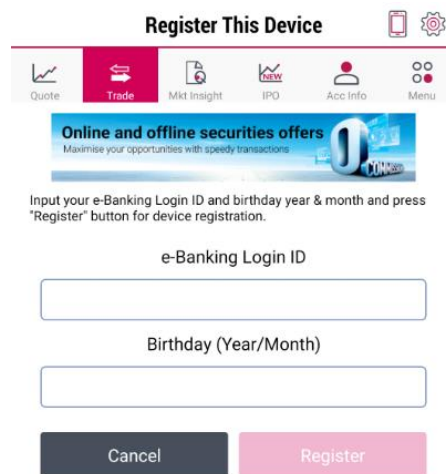 Register This Device
Quote
Trade
Mkt Insight
NEW
IPO
Acc Info
Menu
Online and offline securities offers
Maximise your opportunities with speedy transactions
0
COMMISSION
Input your e-Banking Login ID and birthday year & month and press
"Register" button for device registration.
e-Banking Login ID
Birthday (Year/Month)
Cancel
Register